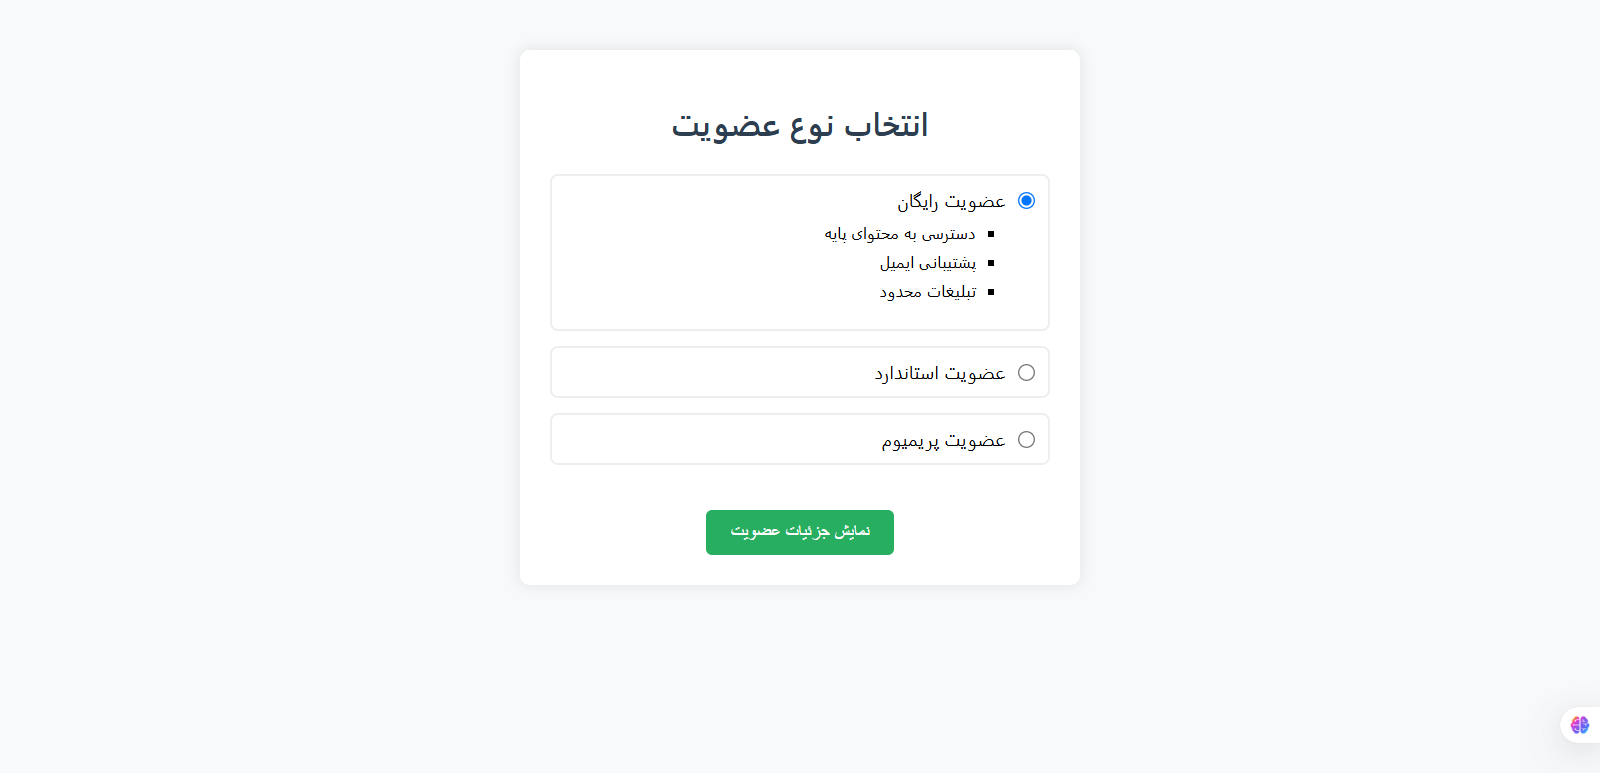 انتخاب نوع عضویت
عضویت رایگان
دسترسی به محتوای پایه
پشتیبانی ایمیل
تبلیغات محدود
عضویت استاندارد
عضویت پریمیوم
نمایش جزئیات عضویت